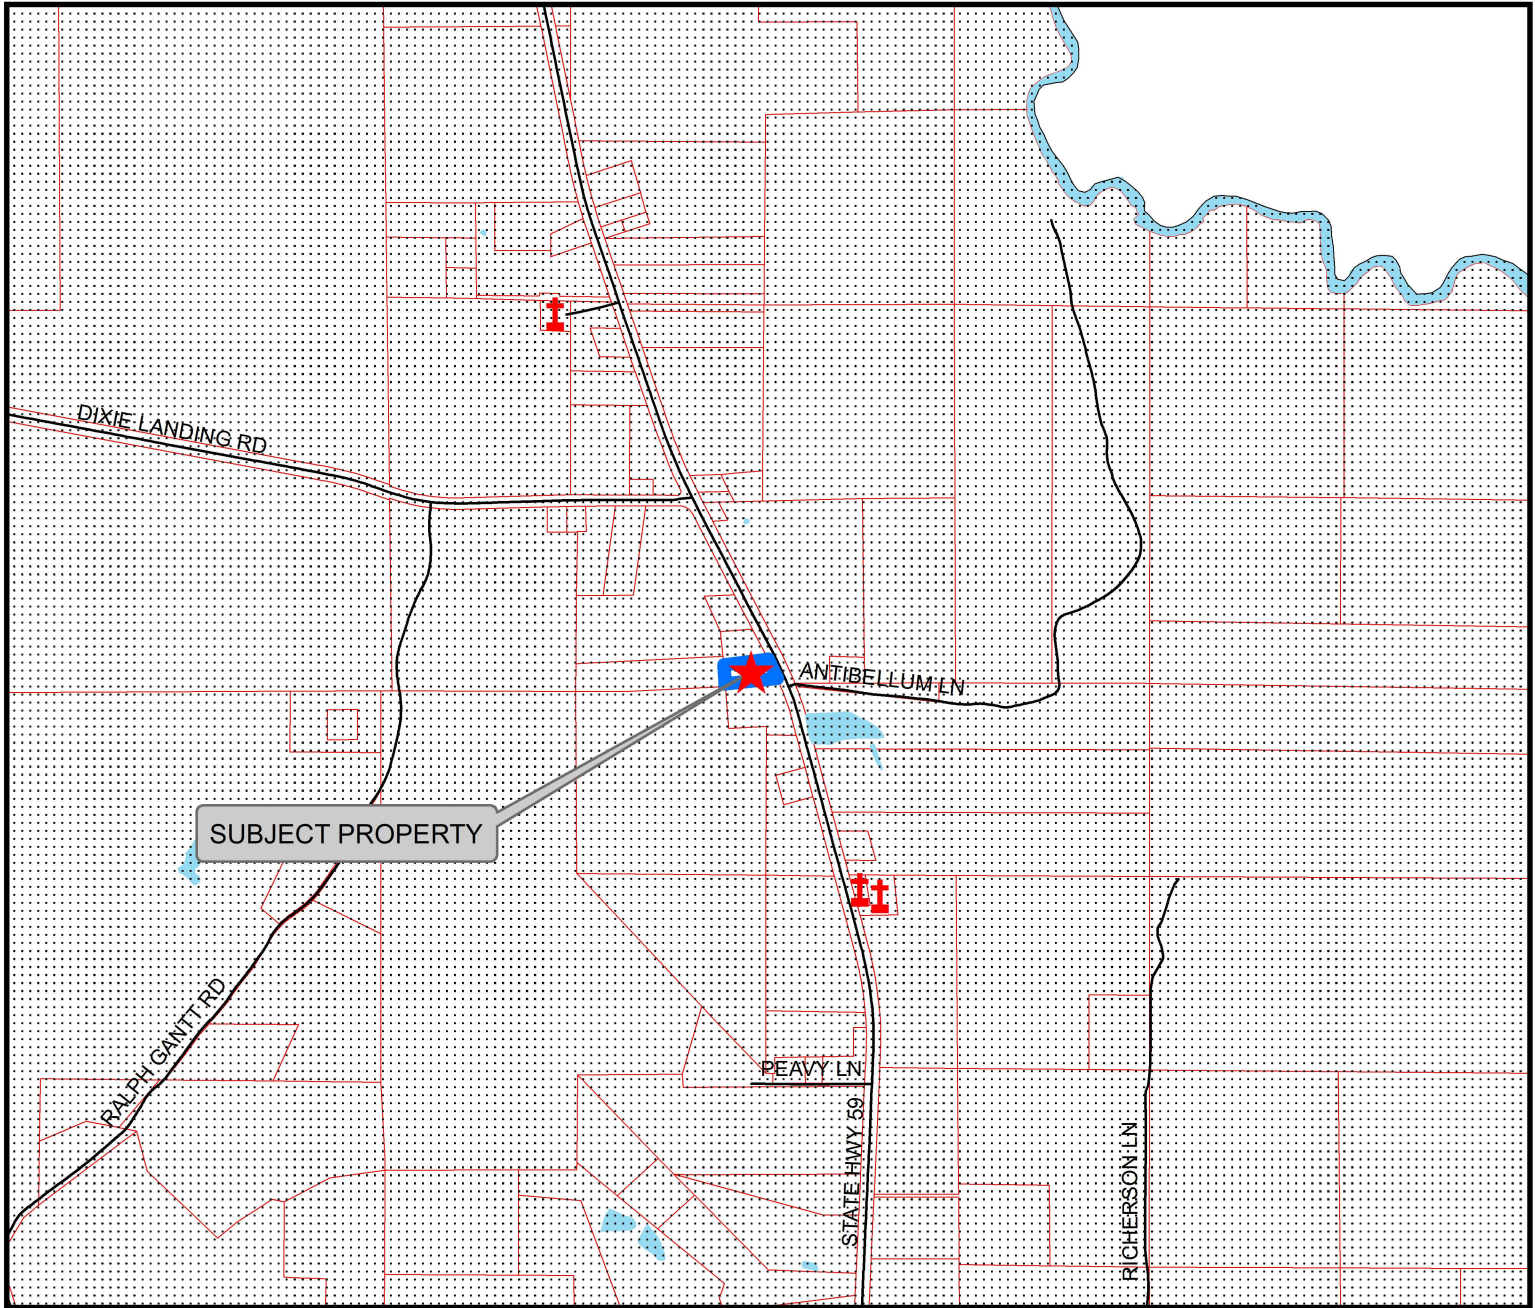 DIXIE LANDING RD
ANTIBELLUM LN
SUBJECT PROPERTY
RALPH GANTT RD
PEAVY LN
STATE HWY 59
RICHERSON LN